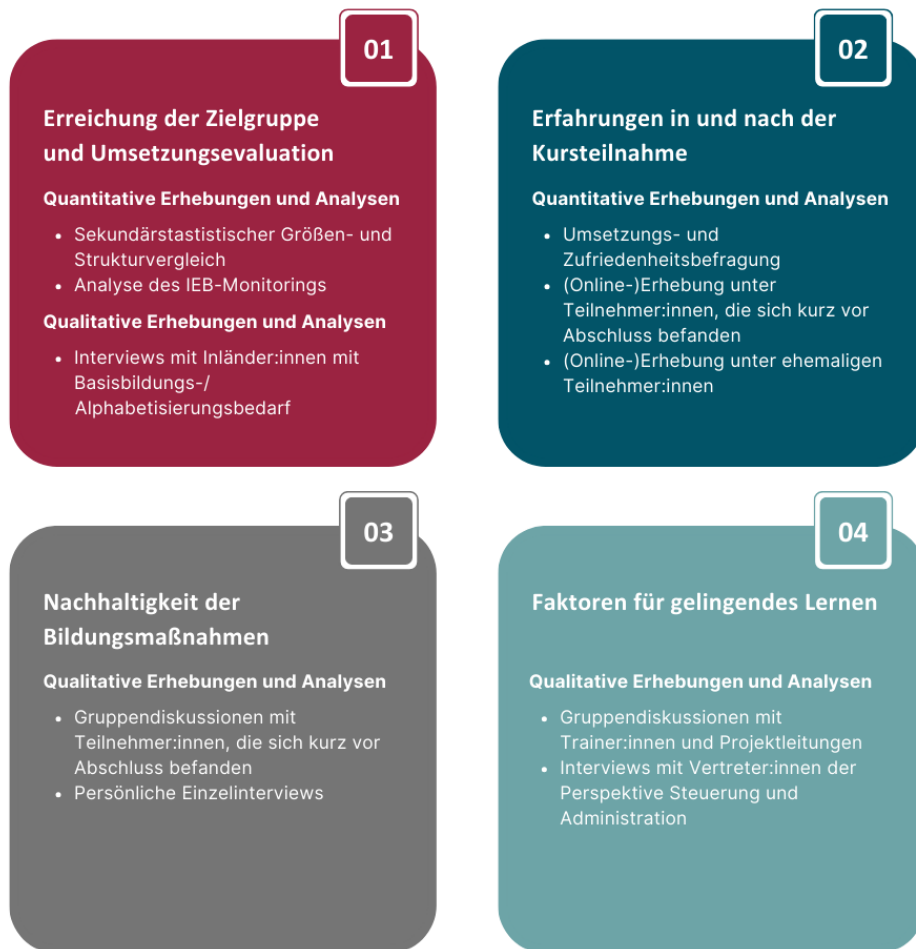 01
Erreichung der Zielgruppe
und Umsetzungsevaluation
Quantitative Erhebungen und Analysen
• Sekundärstastistischer Größen- und
Strukturvergleich
• Analyse des IEB-Monitorings
Qualitative Erhebungen und Analysen
• Interviews mit Inländer:innen mit
Basisbildungs-/
Alphabetisierungsbedarf
02
Erfahrungen in und nach der
Kursteilnahme
Quantitative Erhebungen und Analysen
• Umsetzungs- und
Zufriedenheitsbefragung
• (Online-)Erhebung unter
Teilnehmer:innen, die sich kurz vor
Abschluss befanden
• (Online-)Erhebung unter ehemaligen
Teilnehmer:innen
03
Nachhaltigkeit der
Bildungsmaßnahmen
Qualitative Erhebungen und Analysen
• Gruppendiskussionen mit
Teilnehmer:innen, die sich kurz vor
Abschluss befanden
• Persönliche Einzelinterviews
04
Faktoren für gelingendes Lernen
Qualitative Erhebungen und Analysen
• Gruppendiskussionen mit
Trainer:innen und Projektleitungen
• Interviews mit Vertreter:innen der
Perspektive Steuerung und
Administration